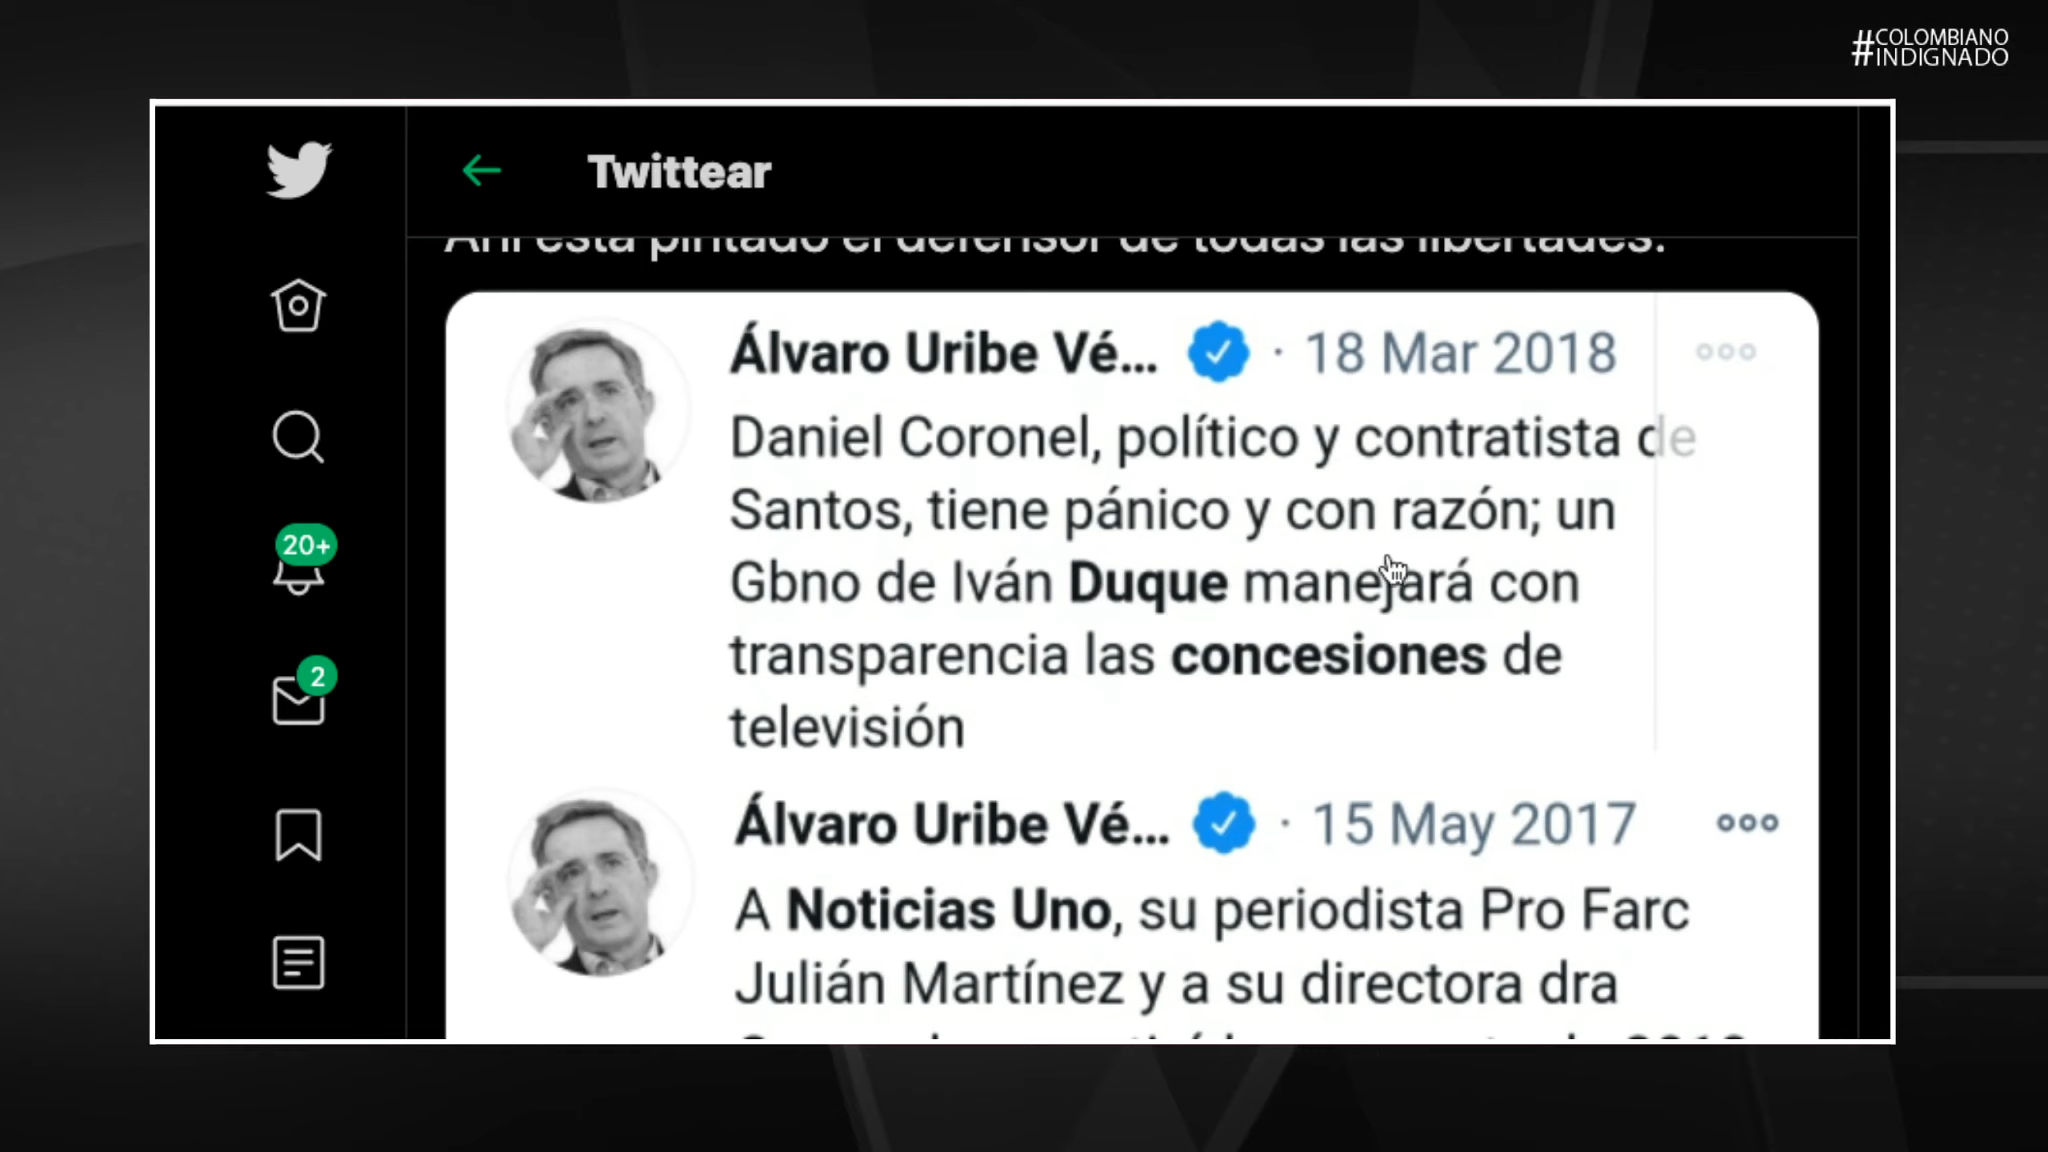 #COLOMBIANO
INDIGNADO
Twittear
Ahí está pintado el defensor de todas las libertades.
Álvaro Uribe Vé... · 18 Mar 2018
Daniel Coronel, político y contratista de
Santos, tiene pánico y con razón; un
Gbno de Iván Duque manejará con
transparencia las concesiones de
televisión
20+
2
Álvaro Uribe Vé... · 15 May 2017
A Noticias Uno, su periodista Pro Farc
Julián Martínez y a su directora dra